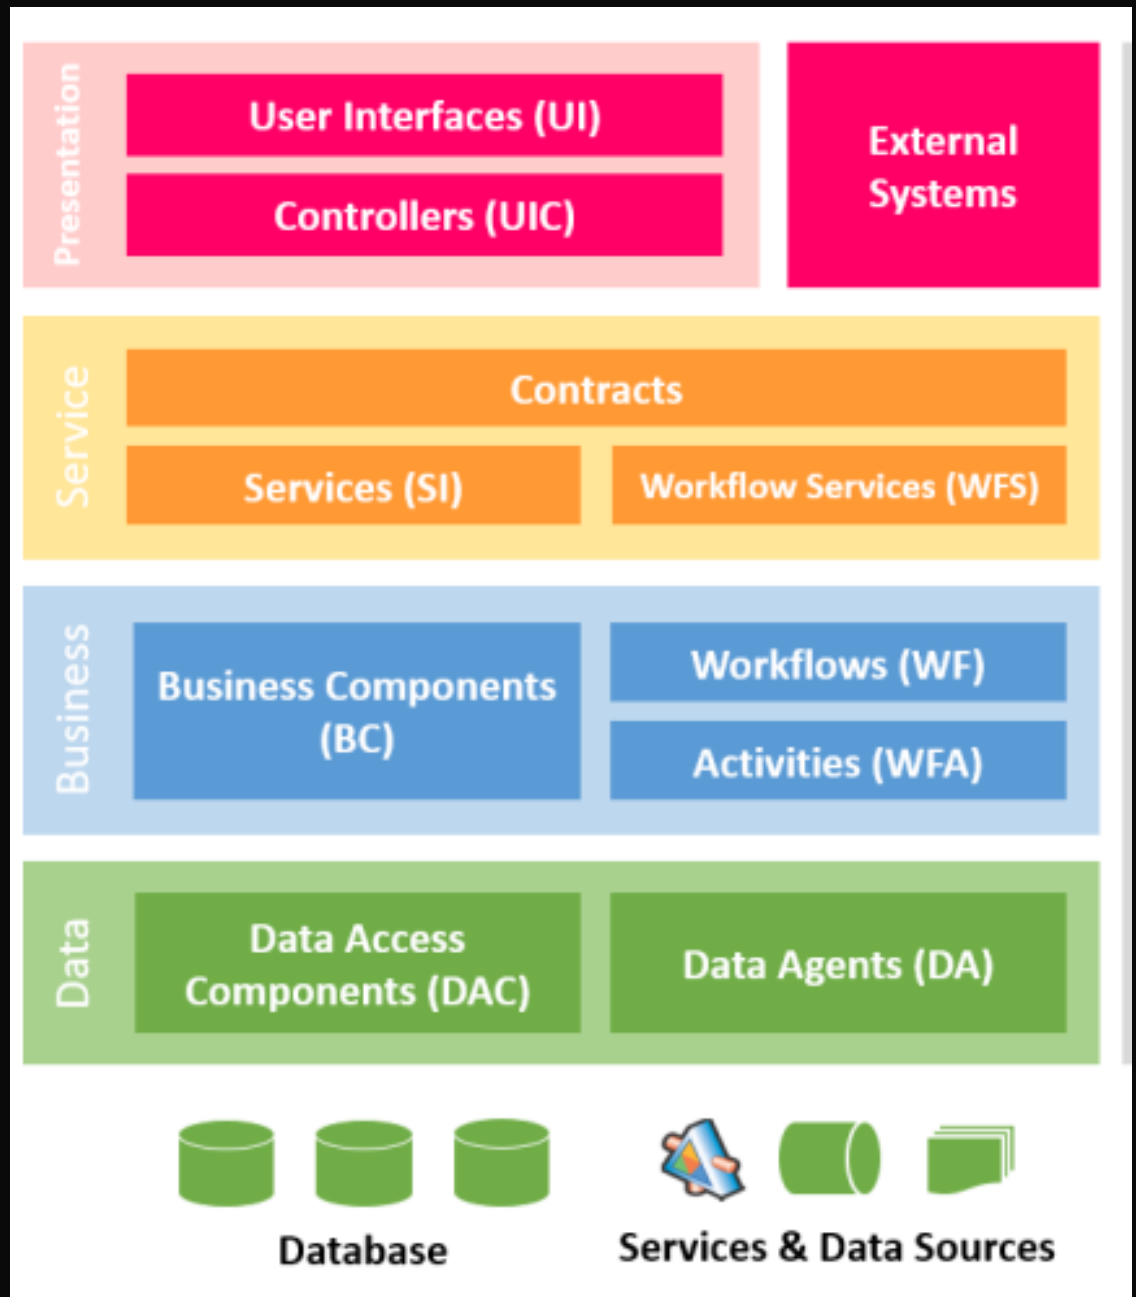 Presentation
User Interfaces (UI)
Controllers (UIC)
External
Systems
Service
Contracts
Services (SI)
Workflow Services (WFS)
Business
Business Components
(BC)
Workflows (WF)
Activities (WFA)
Data
Data Access
Components (DAC)
Data Agents (DA)
Database
Services & Data Sources